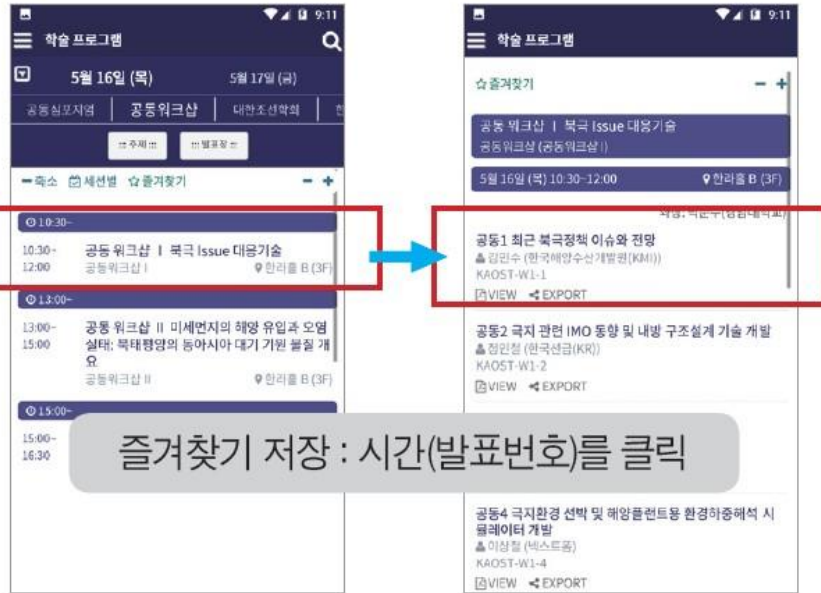 9:11
학술 프로그램
5월 16일 (목) 5월 17일 (금)
공동심포지엄 공동워크샵 대한조선학회
::: 주제 ::: ::: 발표장 :::
축소 세션별 즐겨찾기 - +
10:30~
10:30~
12:00
공동 워크샵 Ⅰ 북극 Issue 대응기술
공동워크샵 I 한라홀 B (3F)
13:00~
13:00~
15:00
공동 워크샵 Ⅱ 미세먼지의 해양 유입과 오염
실태: 북태평양의 동아시아 대기 기원 물질 개
요
공동워크샵 II 한라홀 B (3F)
15:00~
15:00~
16:30
9:11
학술 프로그램
즐겨찾기 - +
공동 워크샵 Ⅰ 북극 Issue 대응기술
공동워크샵 (공동워크샵 I)
5월 16일 (목) 10:30~12:00 한라홀 B (3F)
공동1 최근 북극정책 이슈와 전망
김민수 (한국해양수산개발원(KMI))
KAOST-W1-1
VIEW EXPORT
공동2 극지 관련 IMO 동향 및 내빙 구조설계 기술 개발
정인철 (한국선급(KR))
KAOST-W1-2
VIEW EXPORT
즐겨찾기 저장 : 시간(발표번호)를 클릭
공동4 극지환경 선박 및 해양플랜트용 환경하중해석 시
뮬레이터 개발
이상철 (넥스트폼)
KAOST-W1-4
VIEW EXPORT